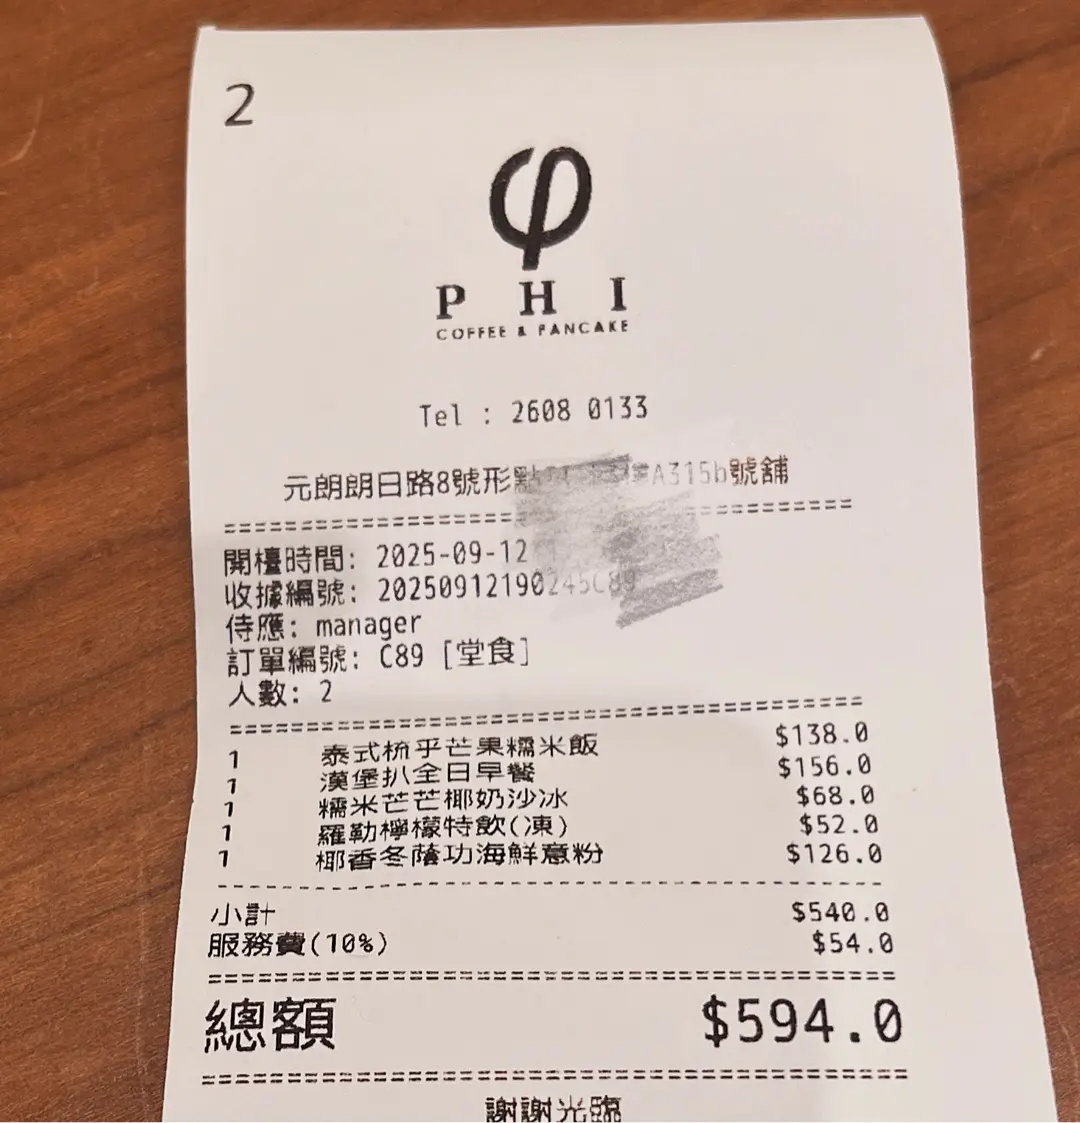 2
φ
PHI
COFFEE & PANCAKE
Tel : 2608 0133
元朗朗日路8號形點 A315b號舖
開檯時間: 2025-09-12
收據編號: 20250912190245C89
侍應: manager
訂單編號: C89 [堂食]
人數: 2
1 泰式梳乎芒果糯米飯 $138.0
1 漢堡扒全日早餐 $156.0
1 糯米芒芒椰奶沙冰 $68.0
1 羅勒檸檬特飲(凍) $52.0
1 椰香冬蔭功海鮮意粉 $126.0
小計 $540.0
服務費(10%) $54.0
總額 $594.0
謝謝光臨